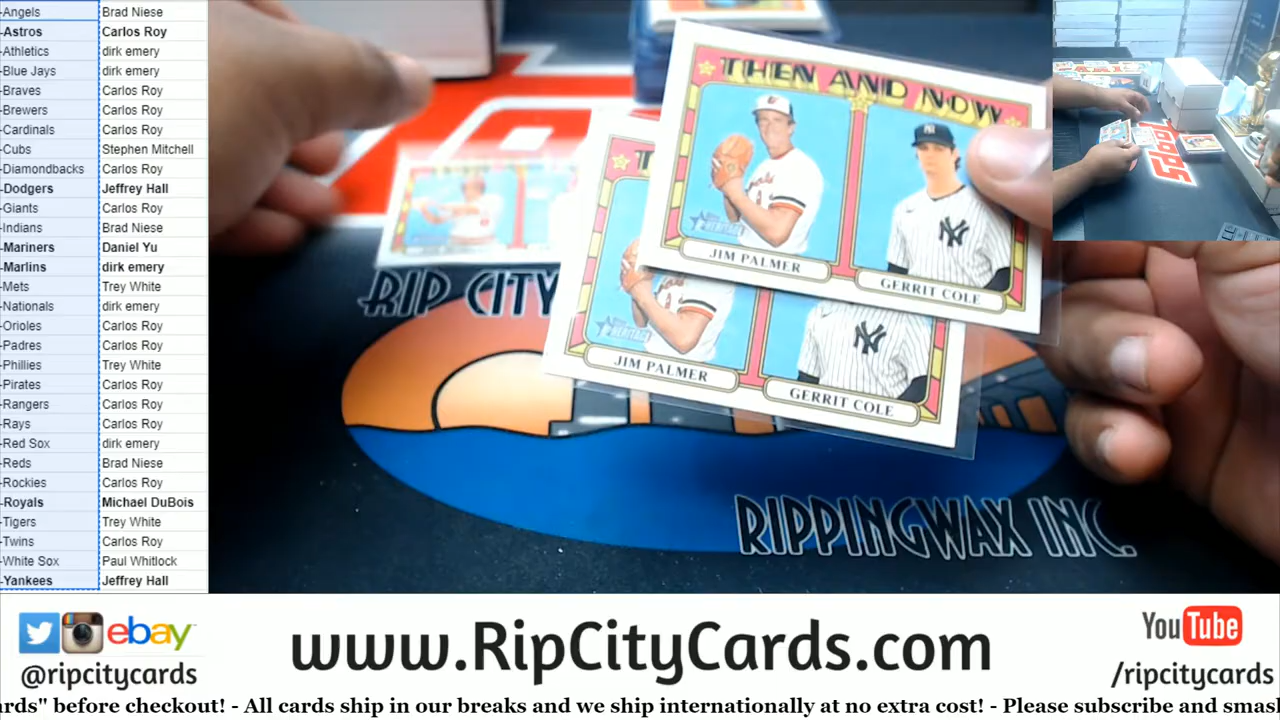 -Angels Brad Niese
-Astros Carlos Roy
-Athletics dirk emery
-Blue Jays dirk emery
-Braves Carlos Roy
-Brewers Carlos Roy
-Cardinals Carlos Roy
-Cubs Stephen Mitchell
-Diamondbacks Carlos Roy
-Dodgers Jeffrey Hall
-Giants Carlos Roy
-Indians Brad Niese
-Mariners Daniel Yu
-Marlins dirk emery
-Mets Trey White
-Nationals dirk emery
-Orioles Carlos Roy
-Padres Carlos Roy
-Phillies Trey White
-Pirates Carlos Roy
-Rangers Carlos Roy
-Rays Carlos Roy
-Red Sox dirk emery
-Reds Brad Niese
-Rockies Carlos Roy
-Royals Michael DuBois
-Tigers Trey White
-Twins Carlos Roy
-White Sox Paul Whitlock
-Yankees Jeffrey Hall
THEN AND NOW
Topps HERITAGE
JIM PALMER
GERRIT COLE
HERITAGE
JIM PALMER
GERRIT COLE
RIP CITY
RIPPINGWAX INC.
TOPPS
ebay
@ripcitycards
www.RipCityCards.com
YouTube
/ripcitycards
rds" before checkout! - All cards ship in our breaks and we ship internationally at no extra cost! - Please subscribe and smas